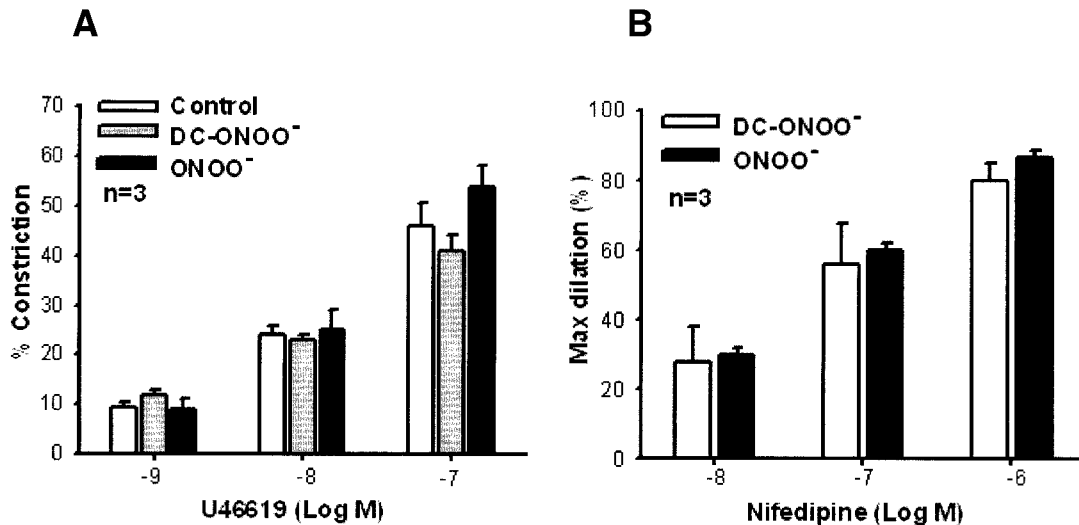 A
70
60
50
40
30
20
10
0
% Constriction
Control
DC-ONOO⁻
ONOO⁻
n=3
-9
-8
-7
U46619 (Log M)
B
100
80
60
40
20
0
Max dilation (%)
DC-ONOO⁻
ONOO⁻
n=3
-8
-7
-6
Nifedipine (Log M)